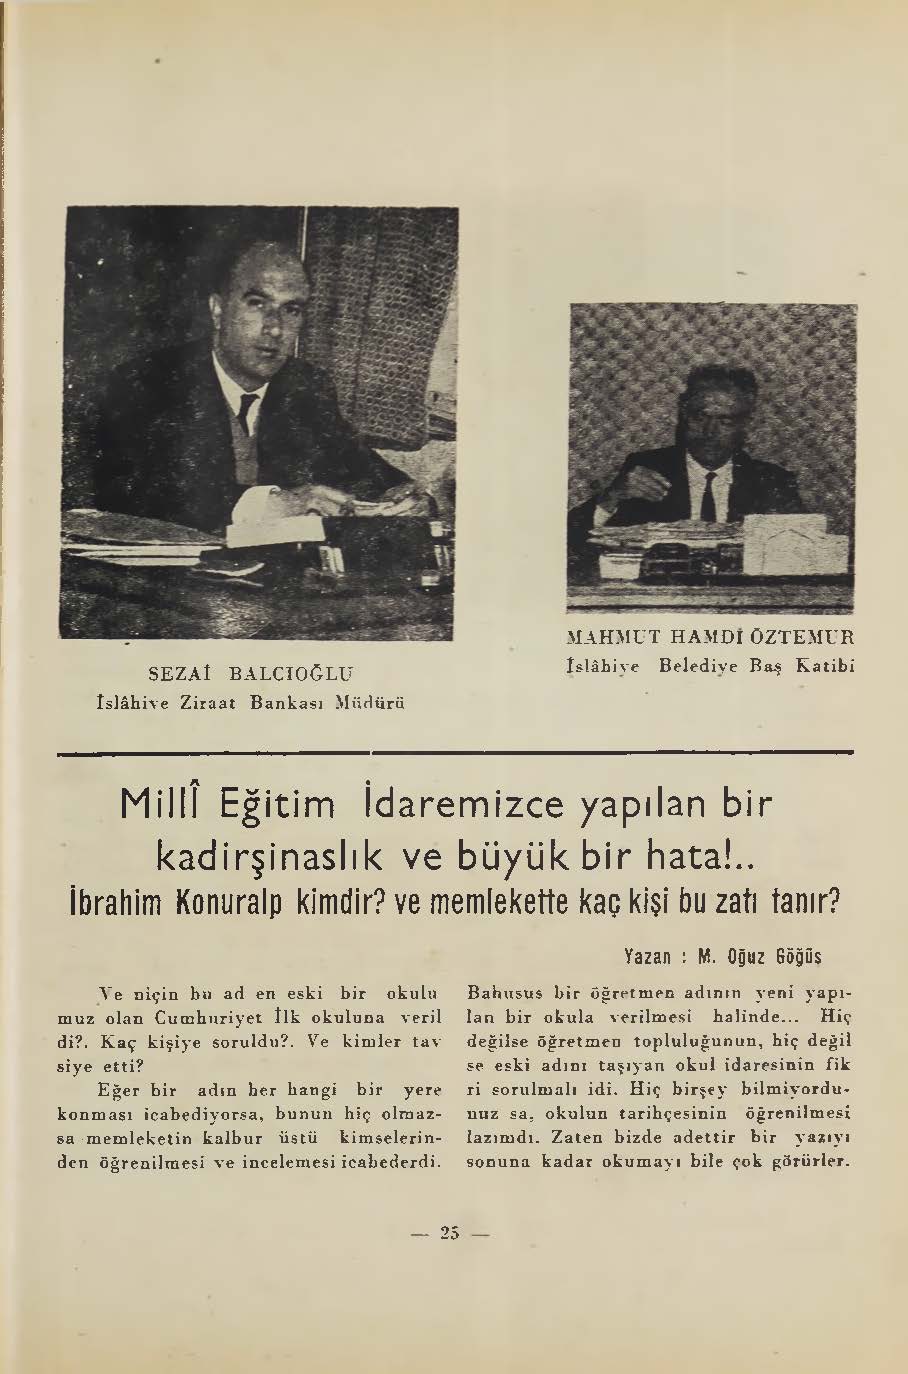 SEZAİ BALCIOĞLU
İslâhiye Ziraat Bankası Müdürü
MAHMUT HAMDİ ÖZTEMUR
İslâhiye Belediye Baş Katibi
Millî Eğitim İdaremizce yapılan bir
kadirşinaslık ve büyük bir hata!..
İbrahim Konuralp kimdir? ve memlekette kaç kişi bu zatı tanır?
Yazan : M. Oğuz Göğüş
Ve niçin bu ad en eski bir okulu
muz olan Cumhuriyet İlk okuluna veril
di?. Kaç kişiye soruldu?. Ve kimler tav
siye etti?
Eğer bir adın her hangi bir yere
konması icabediyorsa, bunun hiç olmaz-
sa memleketin kalbur üstü kimselerin-
den öğrenilmesi ve incelemesi icabederdi.
Bahusus bir öğretmen adının yeni yapı-
lan bir okula verilmesi halinde... Hiç
değilse öğretmen topluluğunun, hiç değil
se eski adını taşıyan okul idaresinin fik
ri sorulmalı idi. Hiç birşey bilmiyordu-
nuz sa, okulun tarihçesinin öğrenilmesi
lazımdı. Zaten bizde adettir bir yazıyı
sonuna kadar okumayı bile çok görürler.
— 25 —